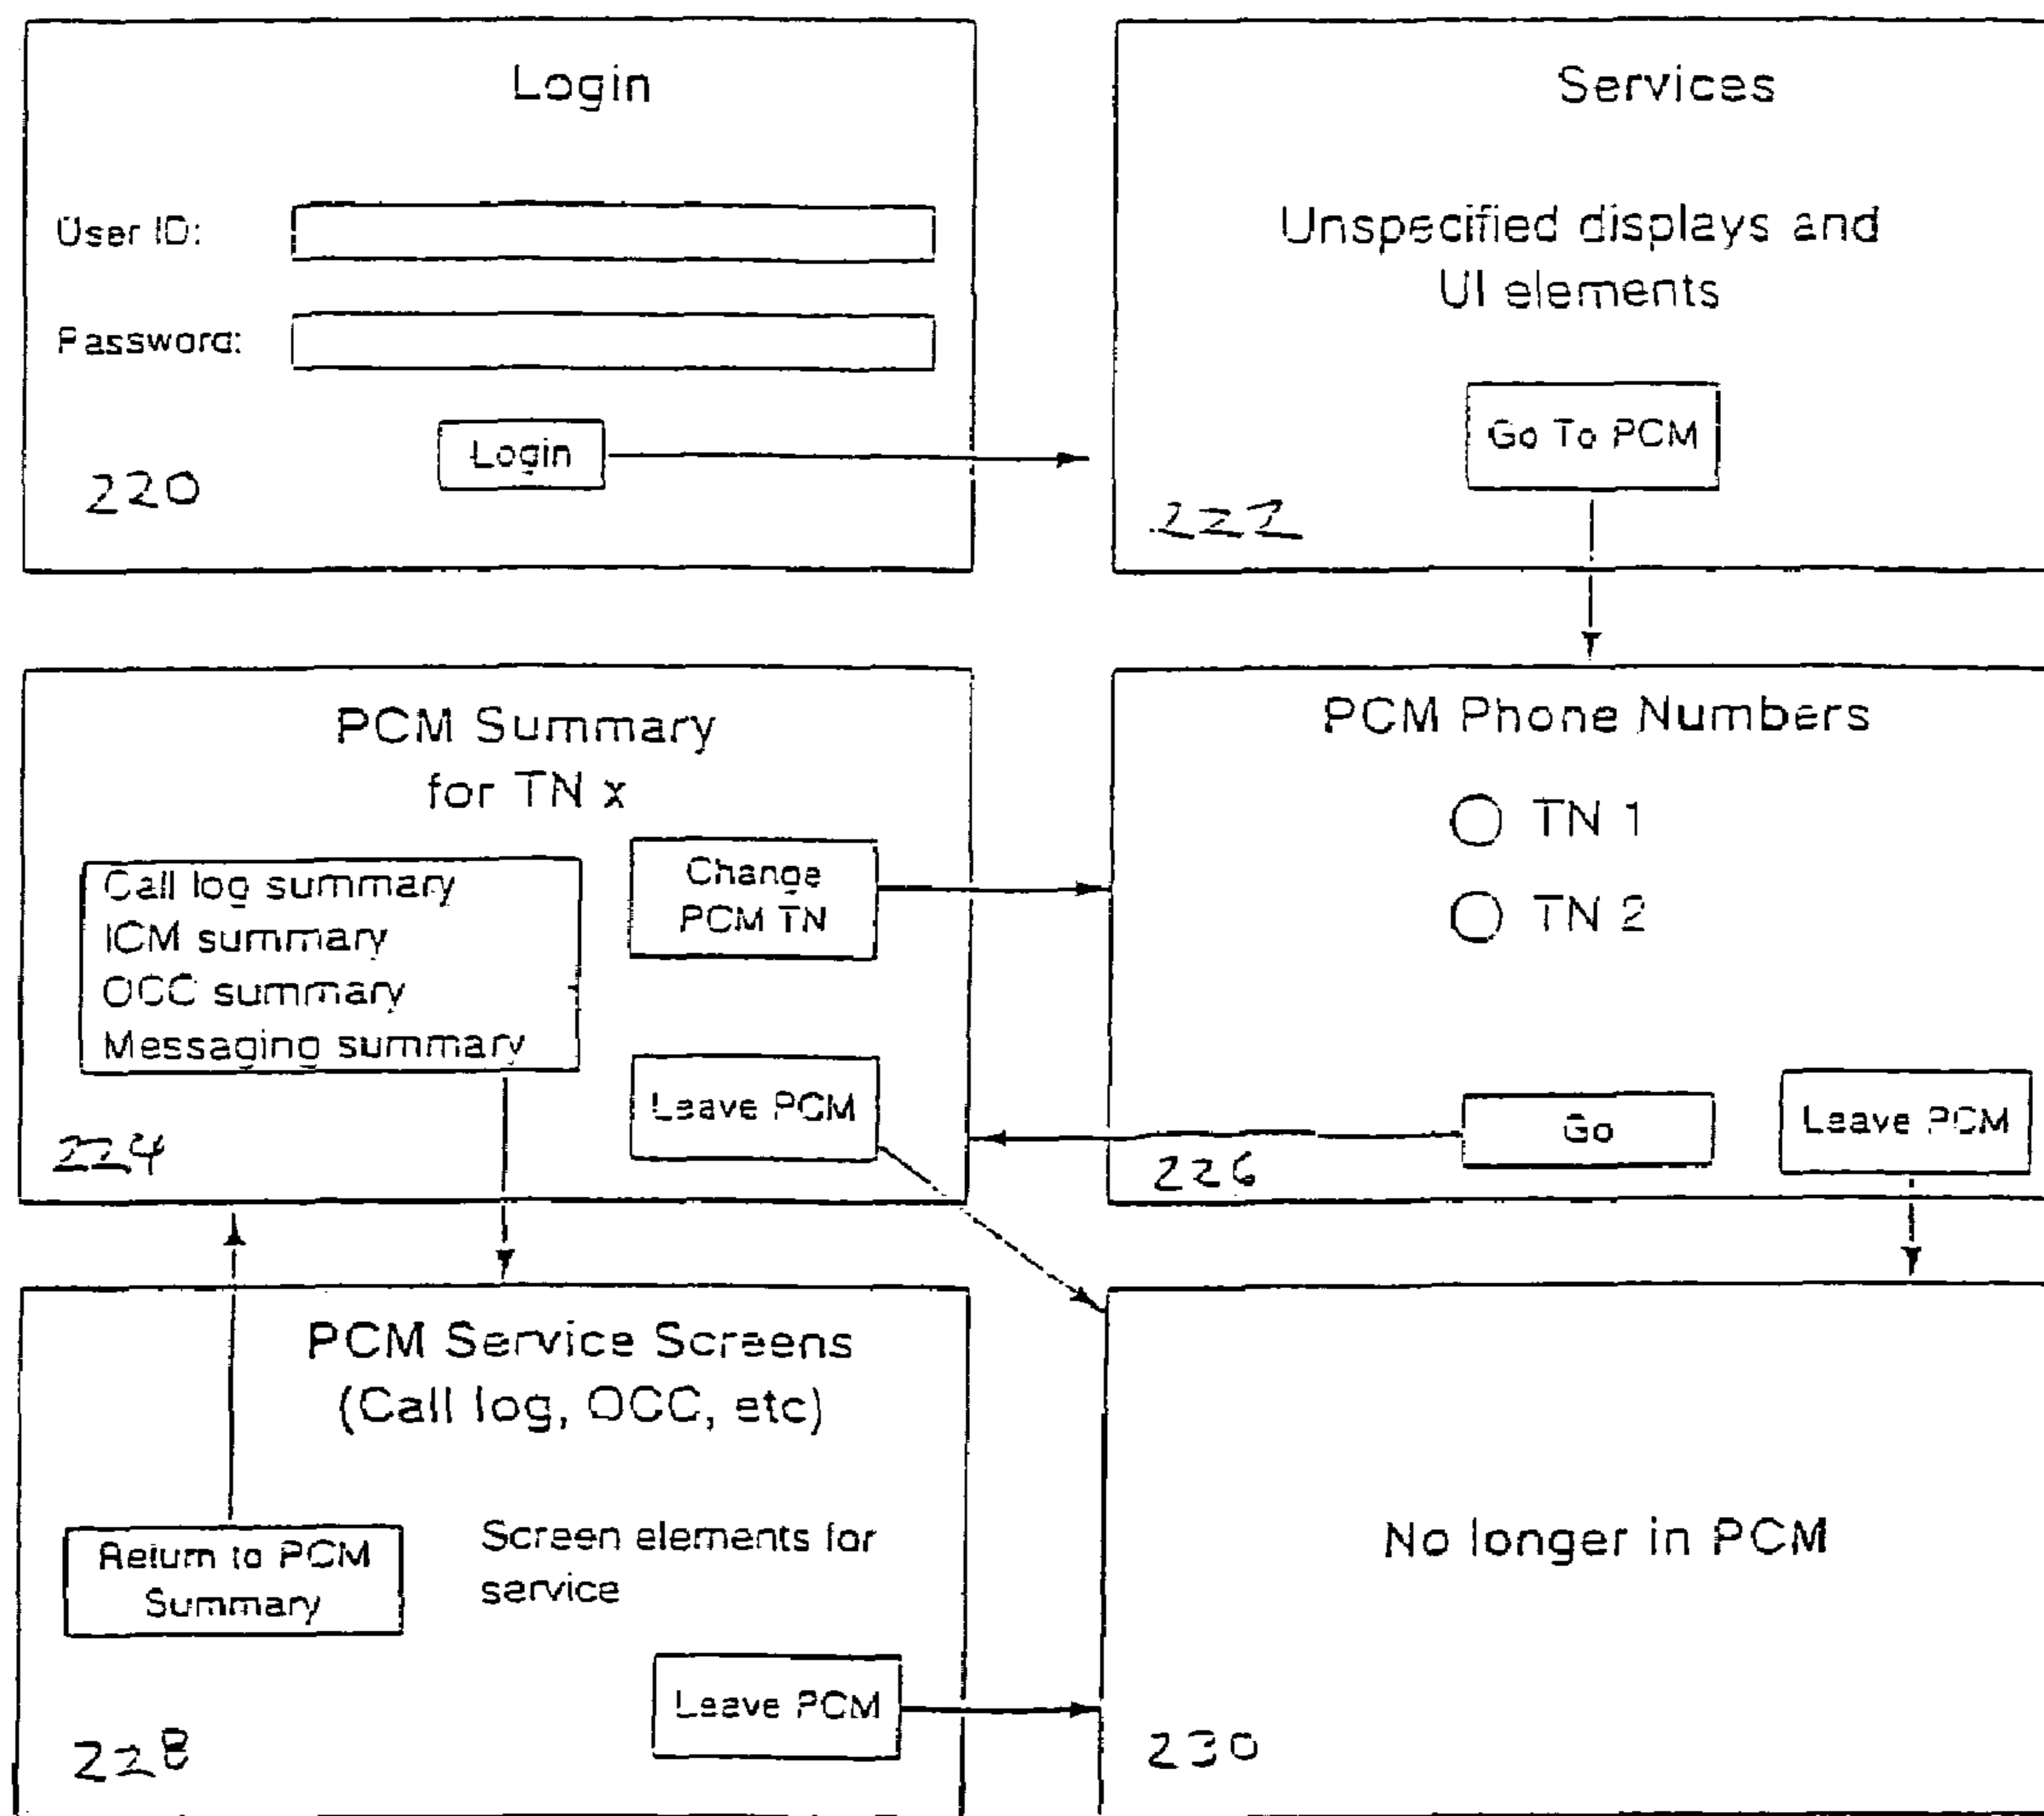 Login
User ID:
Password:
Login
220
Services
Unspecified displays and
UI elements
Go To PCM
222
PCM Summary
for TN x
Call log summary
ICM summary
OCC summary
Messaging summary
Change
PCM TN
Leave PCM
224
PCM Phone Numbers
TN 1
TN 2
Go
Leave PCM
226
PCM Service Screens
(Call log, OCC, etc)
Return to PCM
Summary
Screen elements for
service
Leave PCM
228
No longer in PCM
230